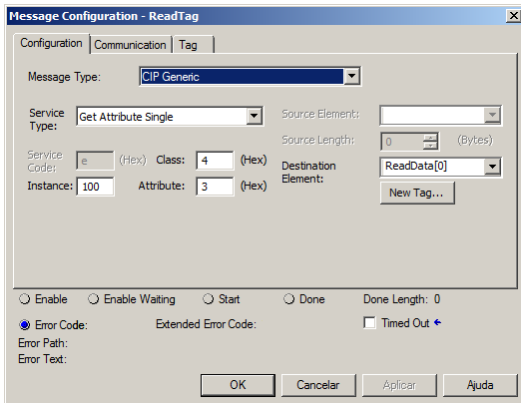 Message Configuration - ReadTag
Configuration Communication Tag
Message Type: CIP Generic
Service Type: Get Attribute Single
Source Element:
Source Length: 0 (Bytes)
Service Code: e (Hex) Class: 4 (Hex)
Destination Element: ReadData[0]
Instance: 100 Attribute: 3 (Hex)
New Tag...
Enable Enable Waiting Start Done Done Length: 0
Error Code: Extended Error Code: Timed Out
Error Path:
Error Text:
OK Cancelar Aplicar Ajuda